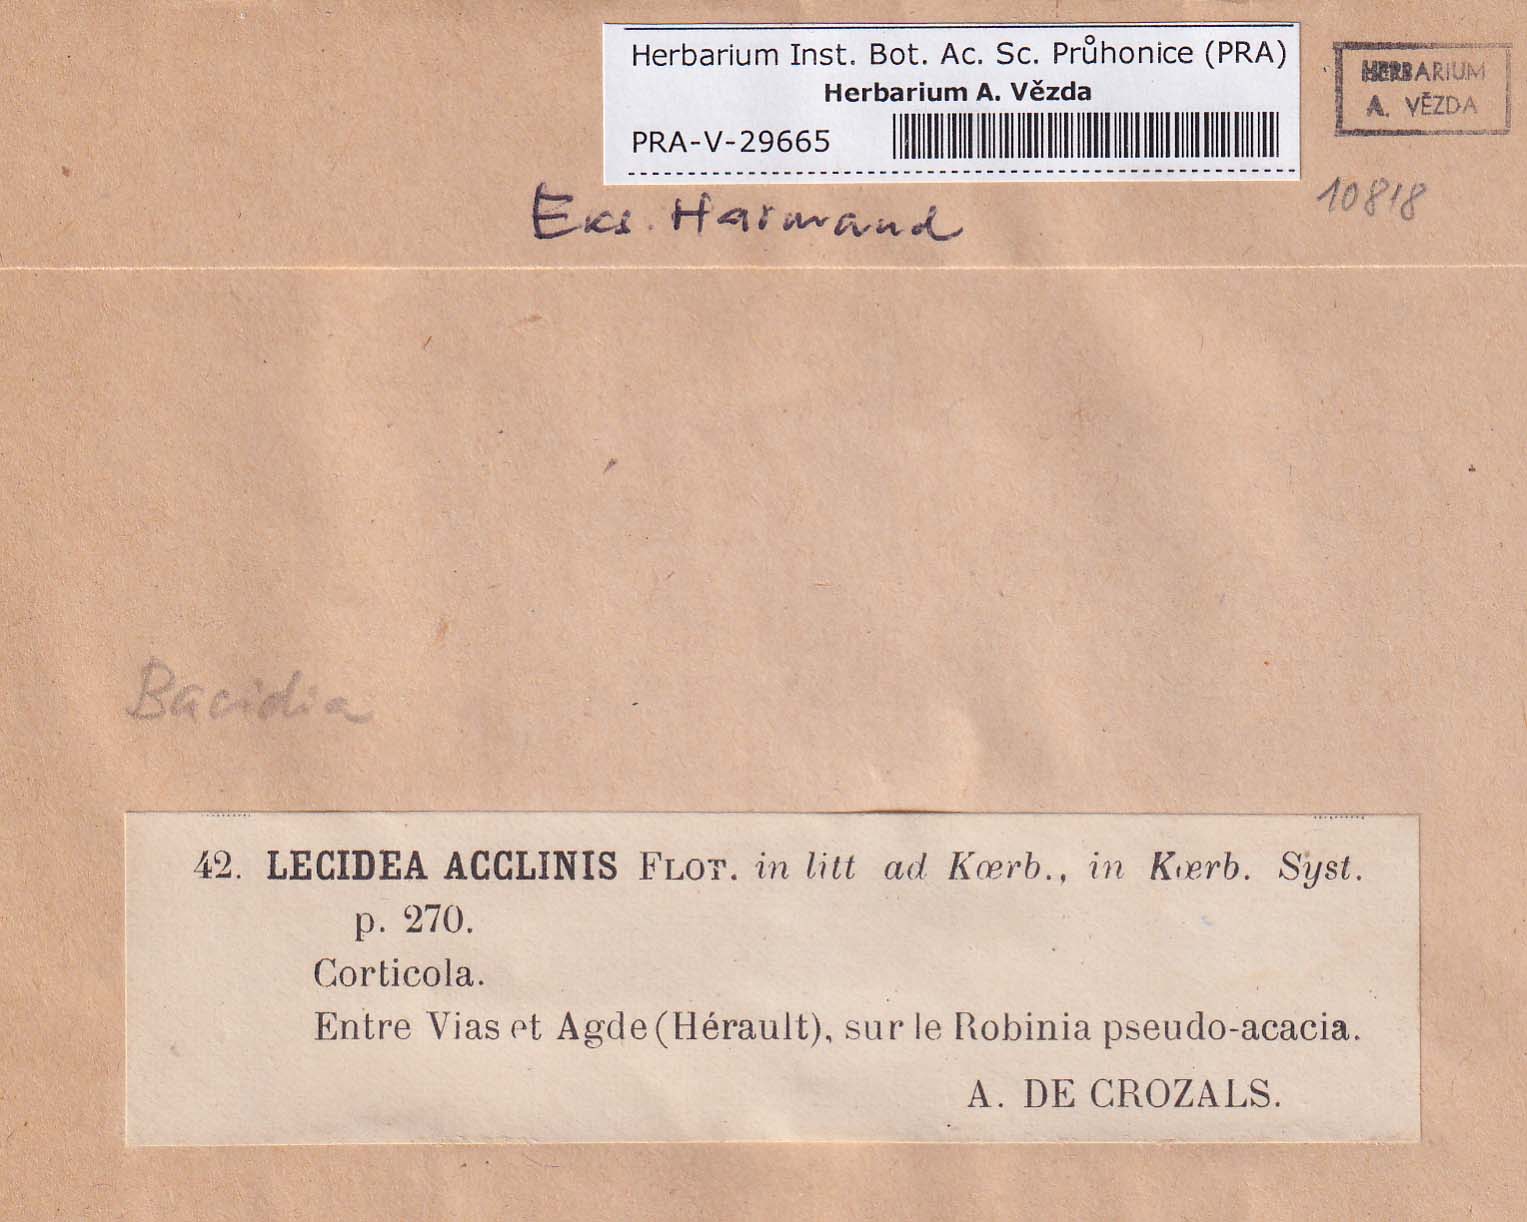 Herbarium Inst. Bot. Ac. Sc. Průhonice (PRA)
Herbarium A. Vězda
PRA-V-29665
HERBARIUM
A. VĚZDA
10818
Exs. Harmand
Bacidia
42. LECIDEA ACCLINIS FLOT. in litt ad Kœrb., in Kœrb. Syst.
p. 270.
Corticola.
Entre Vias et Agde (Hérault), sur le Robinia pseudo-acacia.
A. DE CROZALS.